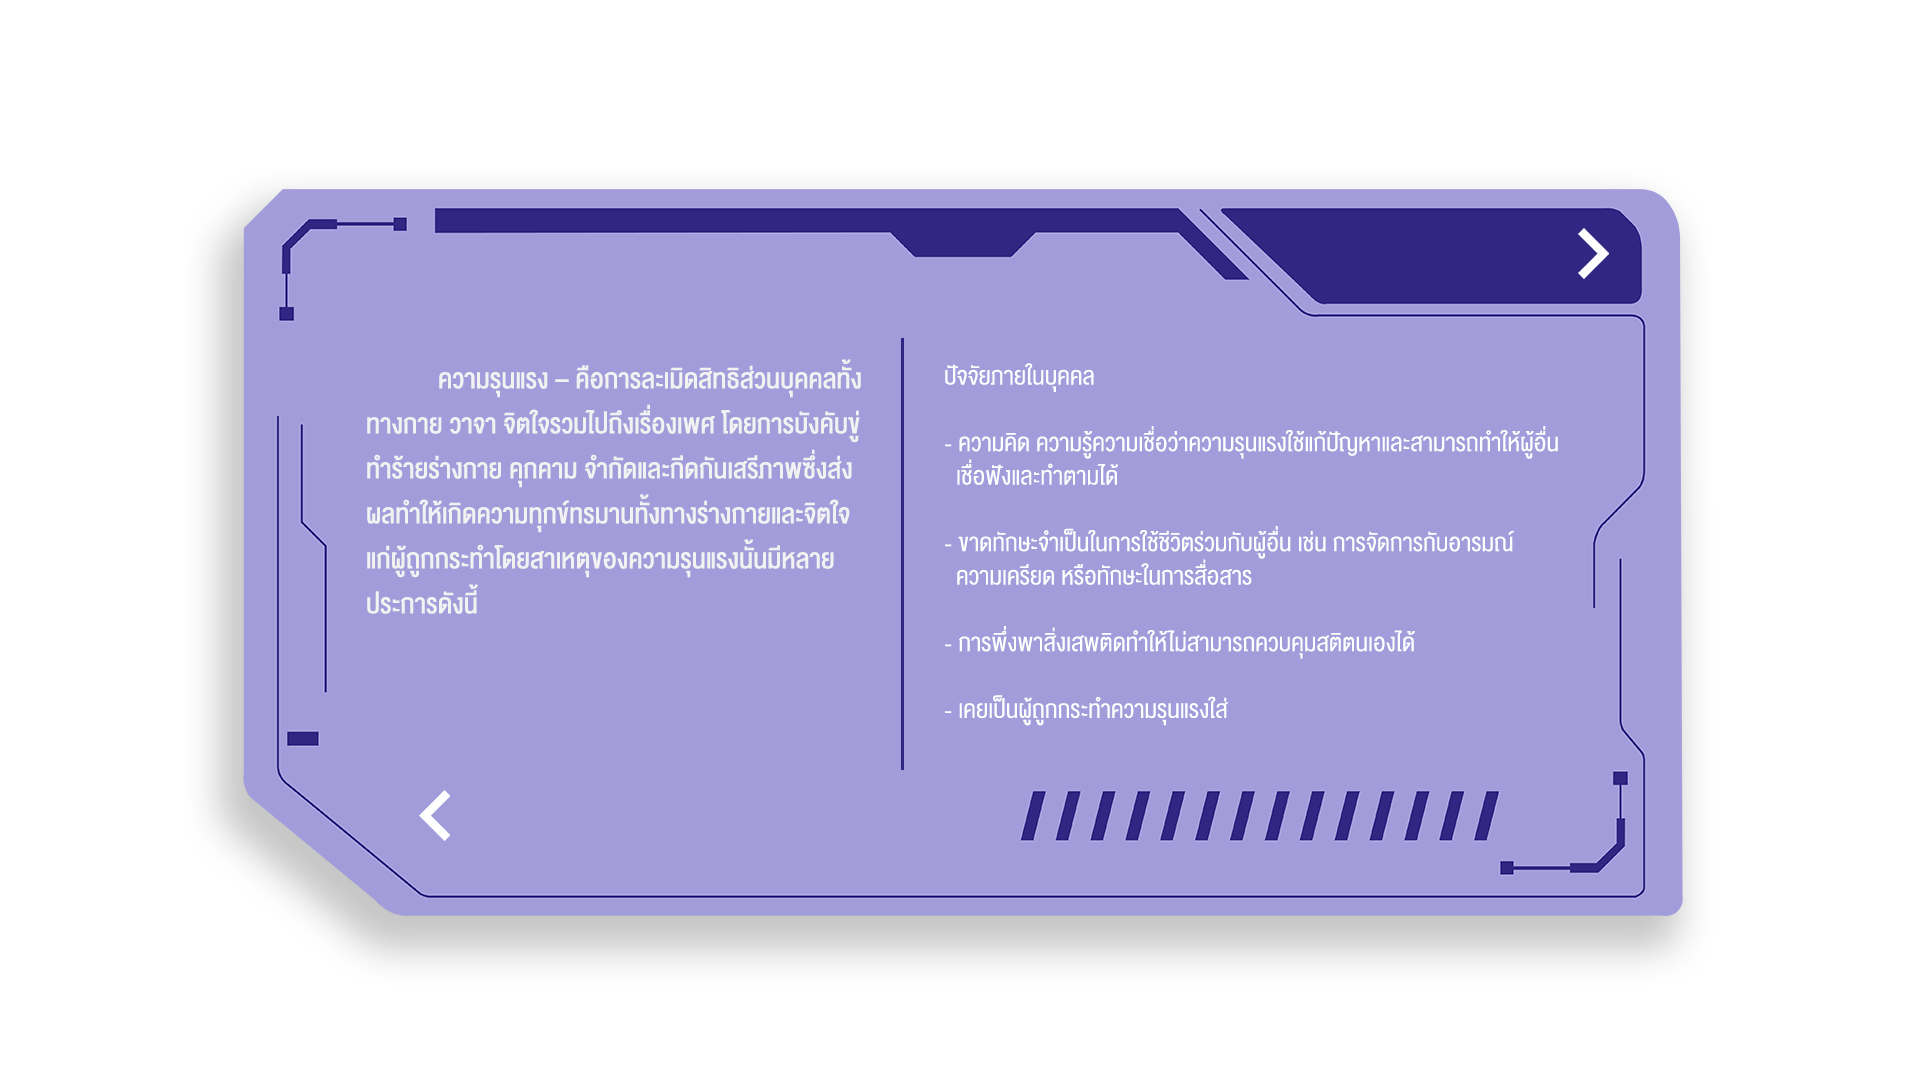 ความรุนแรง – คือการละเมิดสิทธิส่วนบุคคลทั้ง
ทางกาย วาจา จิตใจรวมไปถึงเรื่องเพศ โดยการบังคับขู่
ทำร้ายร่างกาย คุกคาม จำกัดและกีดกันเสรีภาพซึ่งส่ง
ผลทำให้เกิดความทุกข์ทรมานทั้งทางร่างกายและจิตใจ
แก่ผู้ถูกกระทำโดยสาเหตุของความรุนแรงนั้นมีหลาย
ประการดังนี้
ปัจจัยภายในบุคคล
- ความคิด ความรู้ความเชื่อว่าความรุนแรงใช้แก้ปัญหาและสามารถทำให้ผู้อื่น
เชื่อฟังและทำตามได้
- ขาดทักษะจำเป็นในการใช้ชีวิตร่วมกับผู้อื่น เช่น การจัดการกับอารมณ์
ความเครียด หรือทักษะในการสื่อสาร
- การพึ่งพาสิ่งเสพติดทำให้ไม่สามารถควบคุมสติตนเองได้
- เคยเป็นผู้ถูกกระทำความรุนแรงใส่